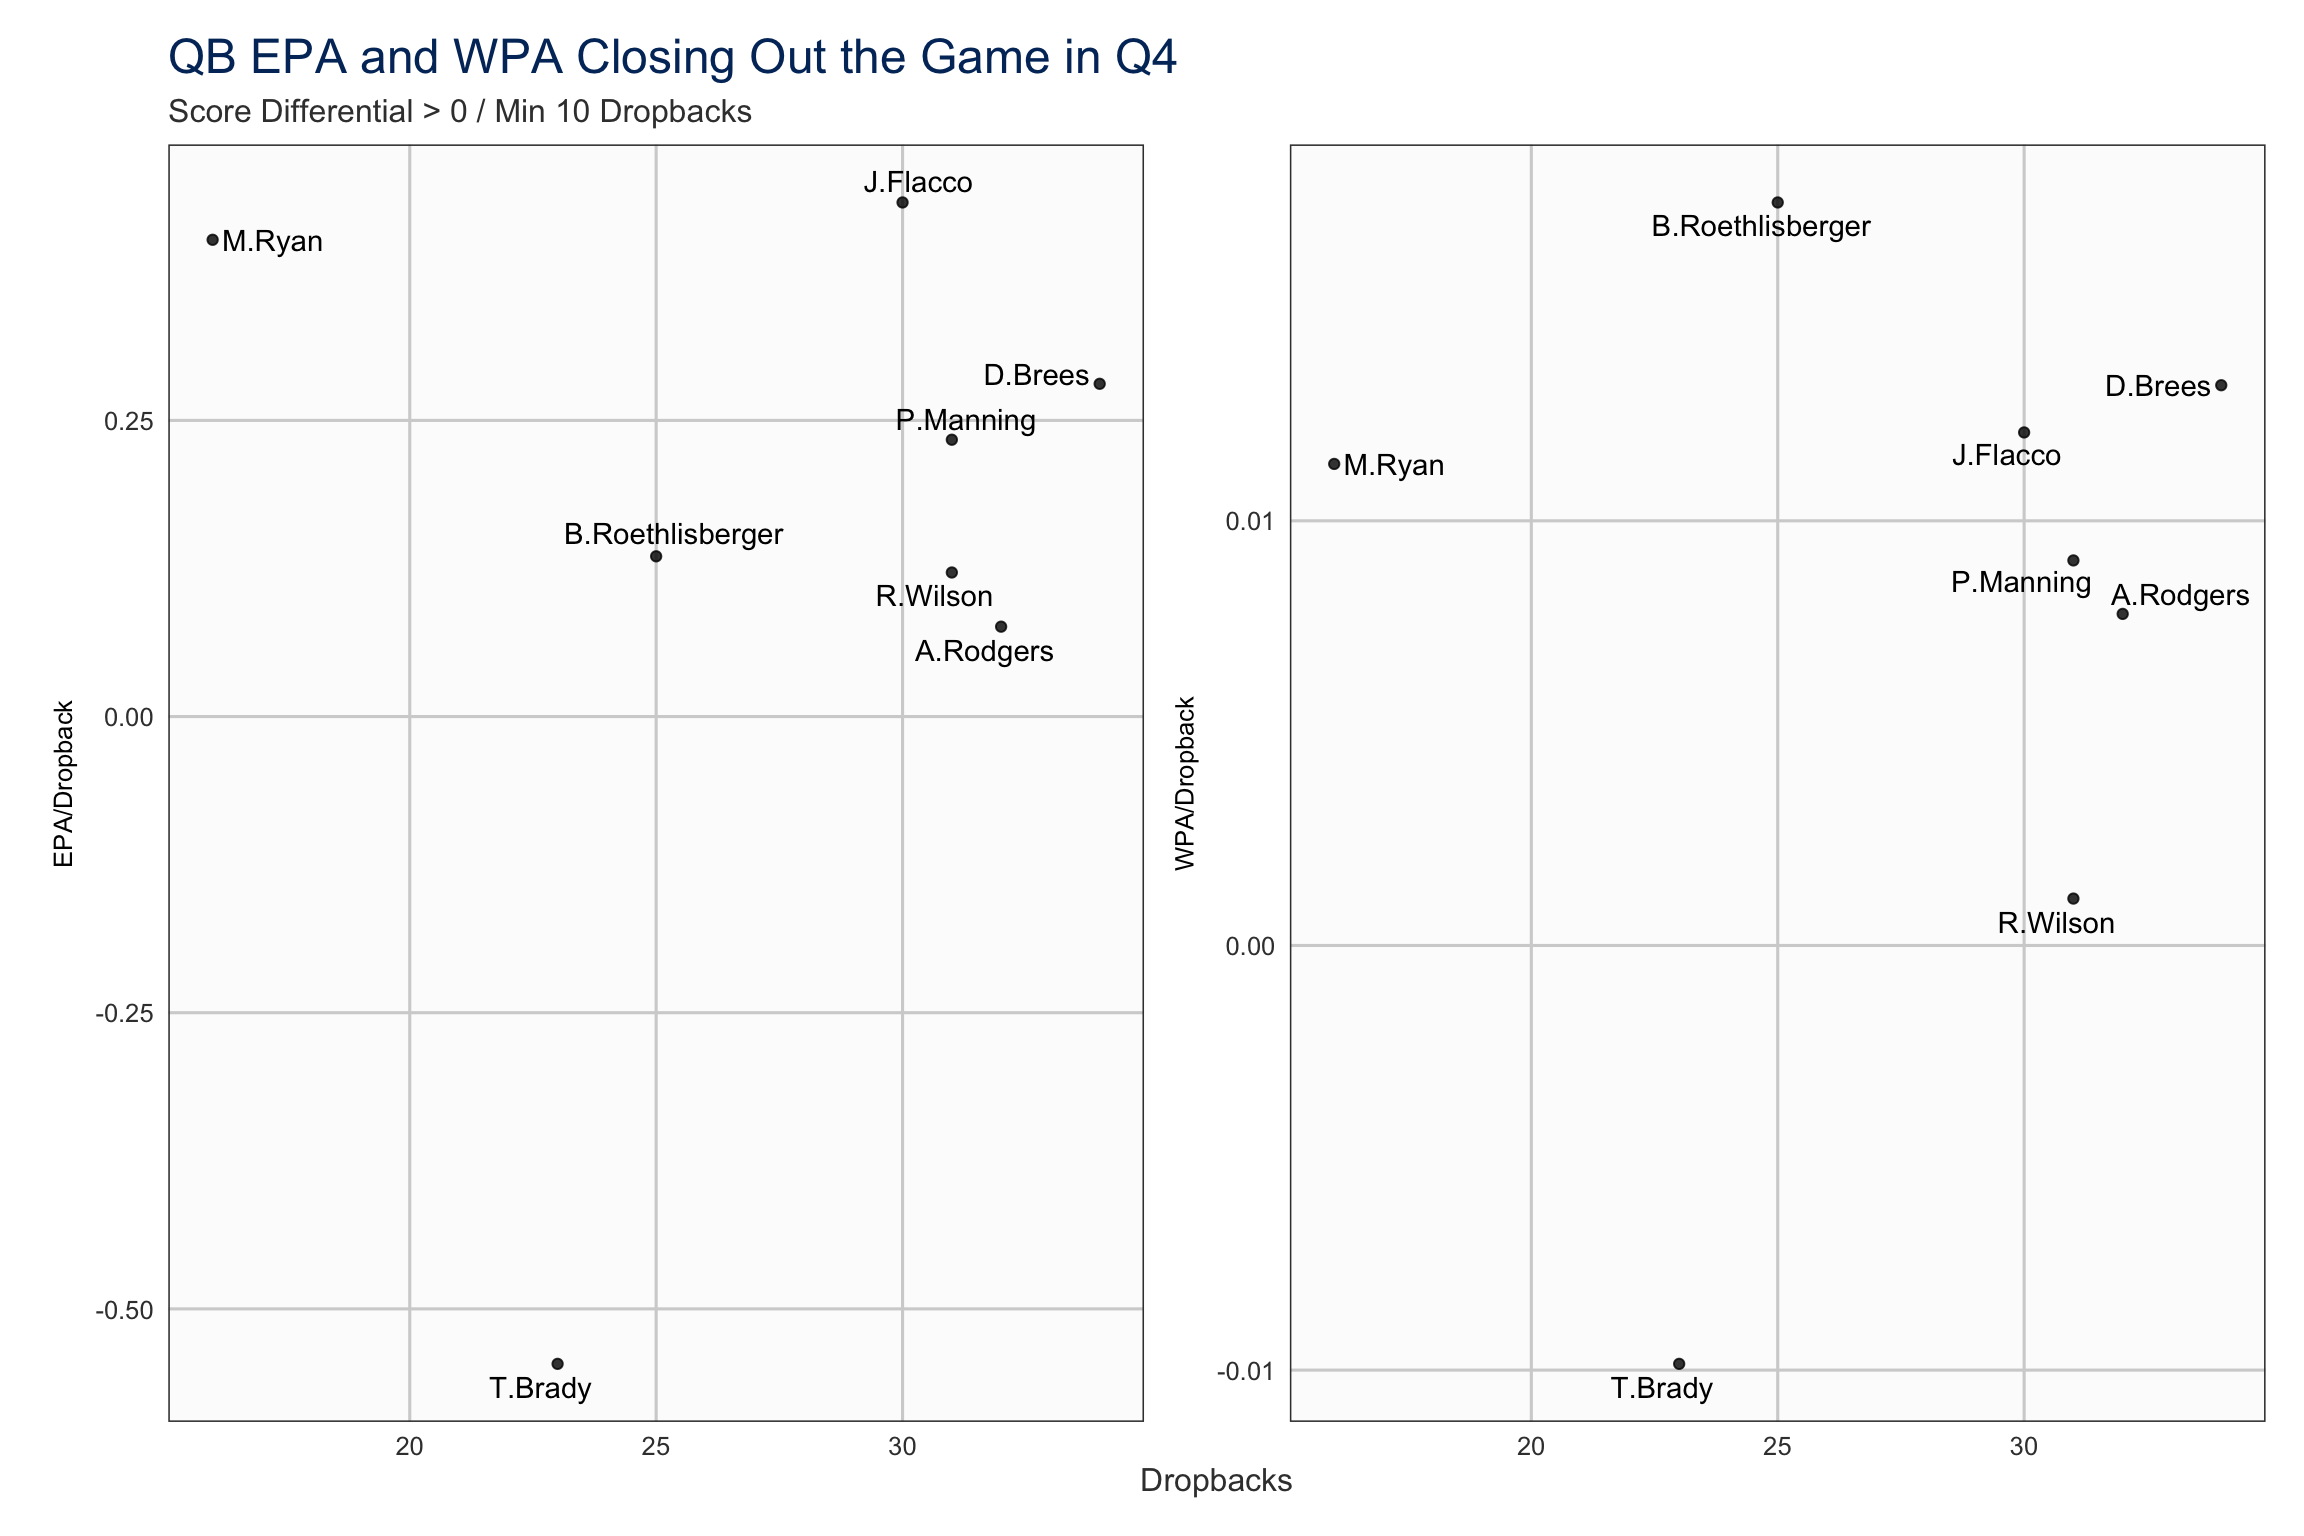 QB EPA and WPA Closing Out the Game in Q4
Score Differential > 0 / Min 10 Dropbacks
EPA/Dropback
0.25
0.00
-0.25
-0.50
J.Flacco
M.Ryan
D.Brees
P.Manning
B.Roethlisberger
R.Wilson
A.Rodgers
T.Brady
20 25 30
WPA/Dropback
0.01
0.00
-0.01
B.Roethlisberger
D.Brees
J.Flacco
M.Ryan
P.Manning
A.Rodgers
R.Wilson
T.Brady
20 25 30
Dropbacks